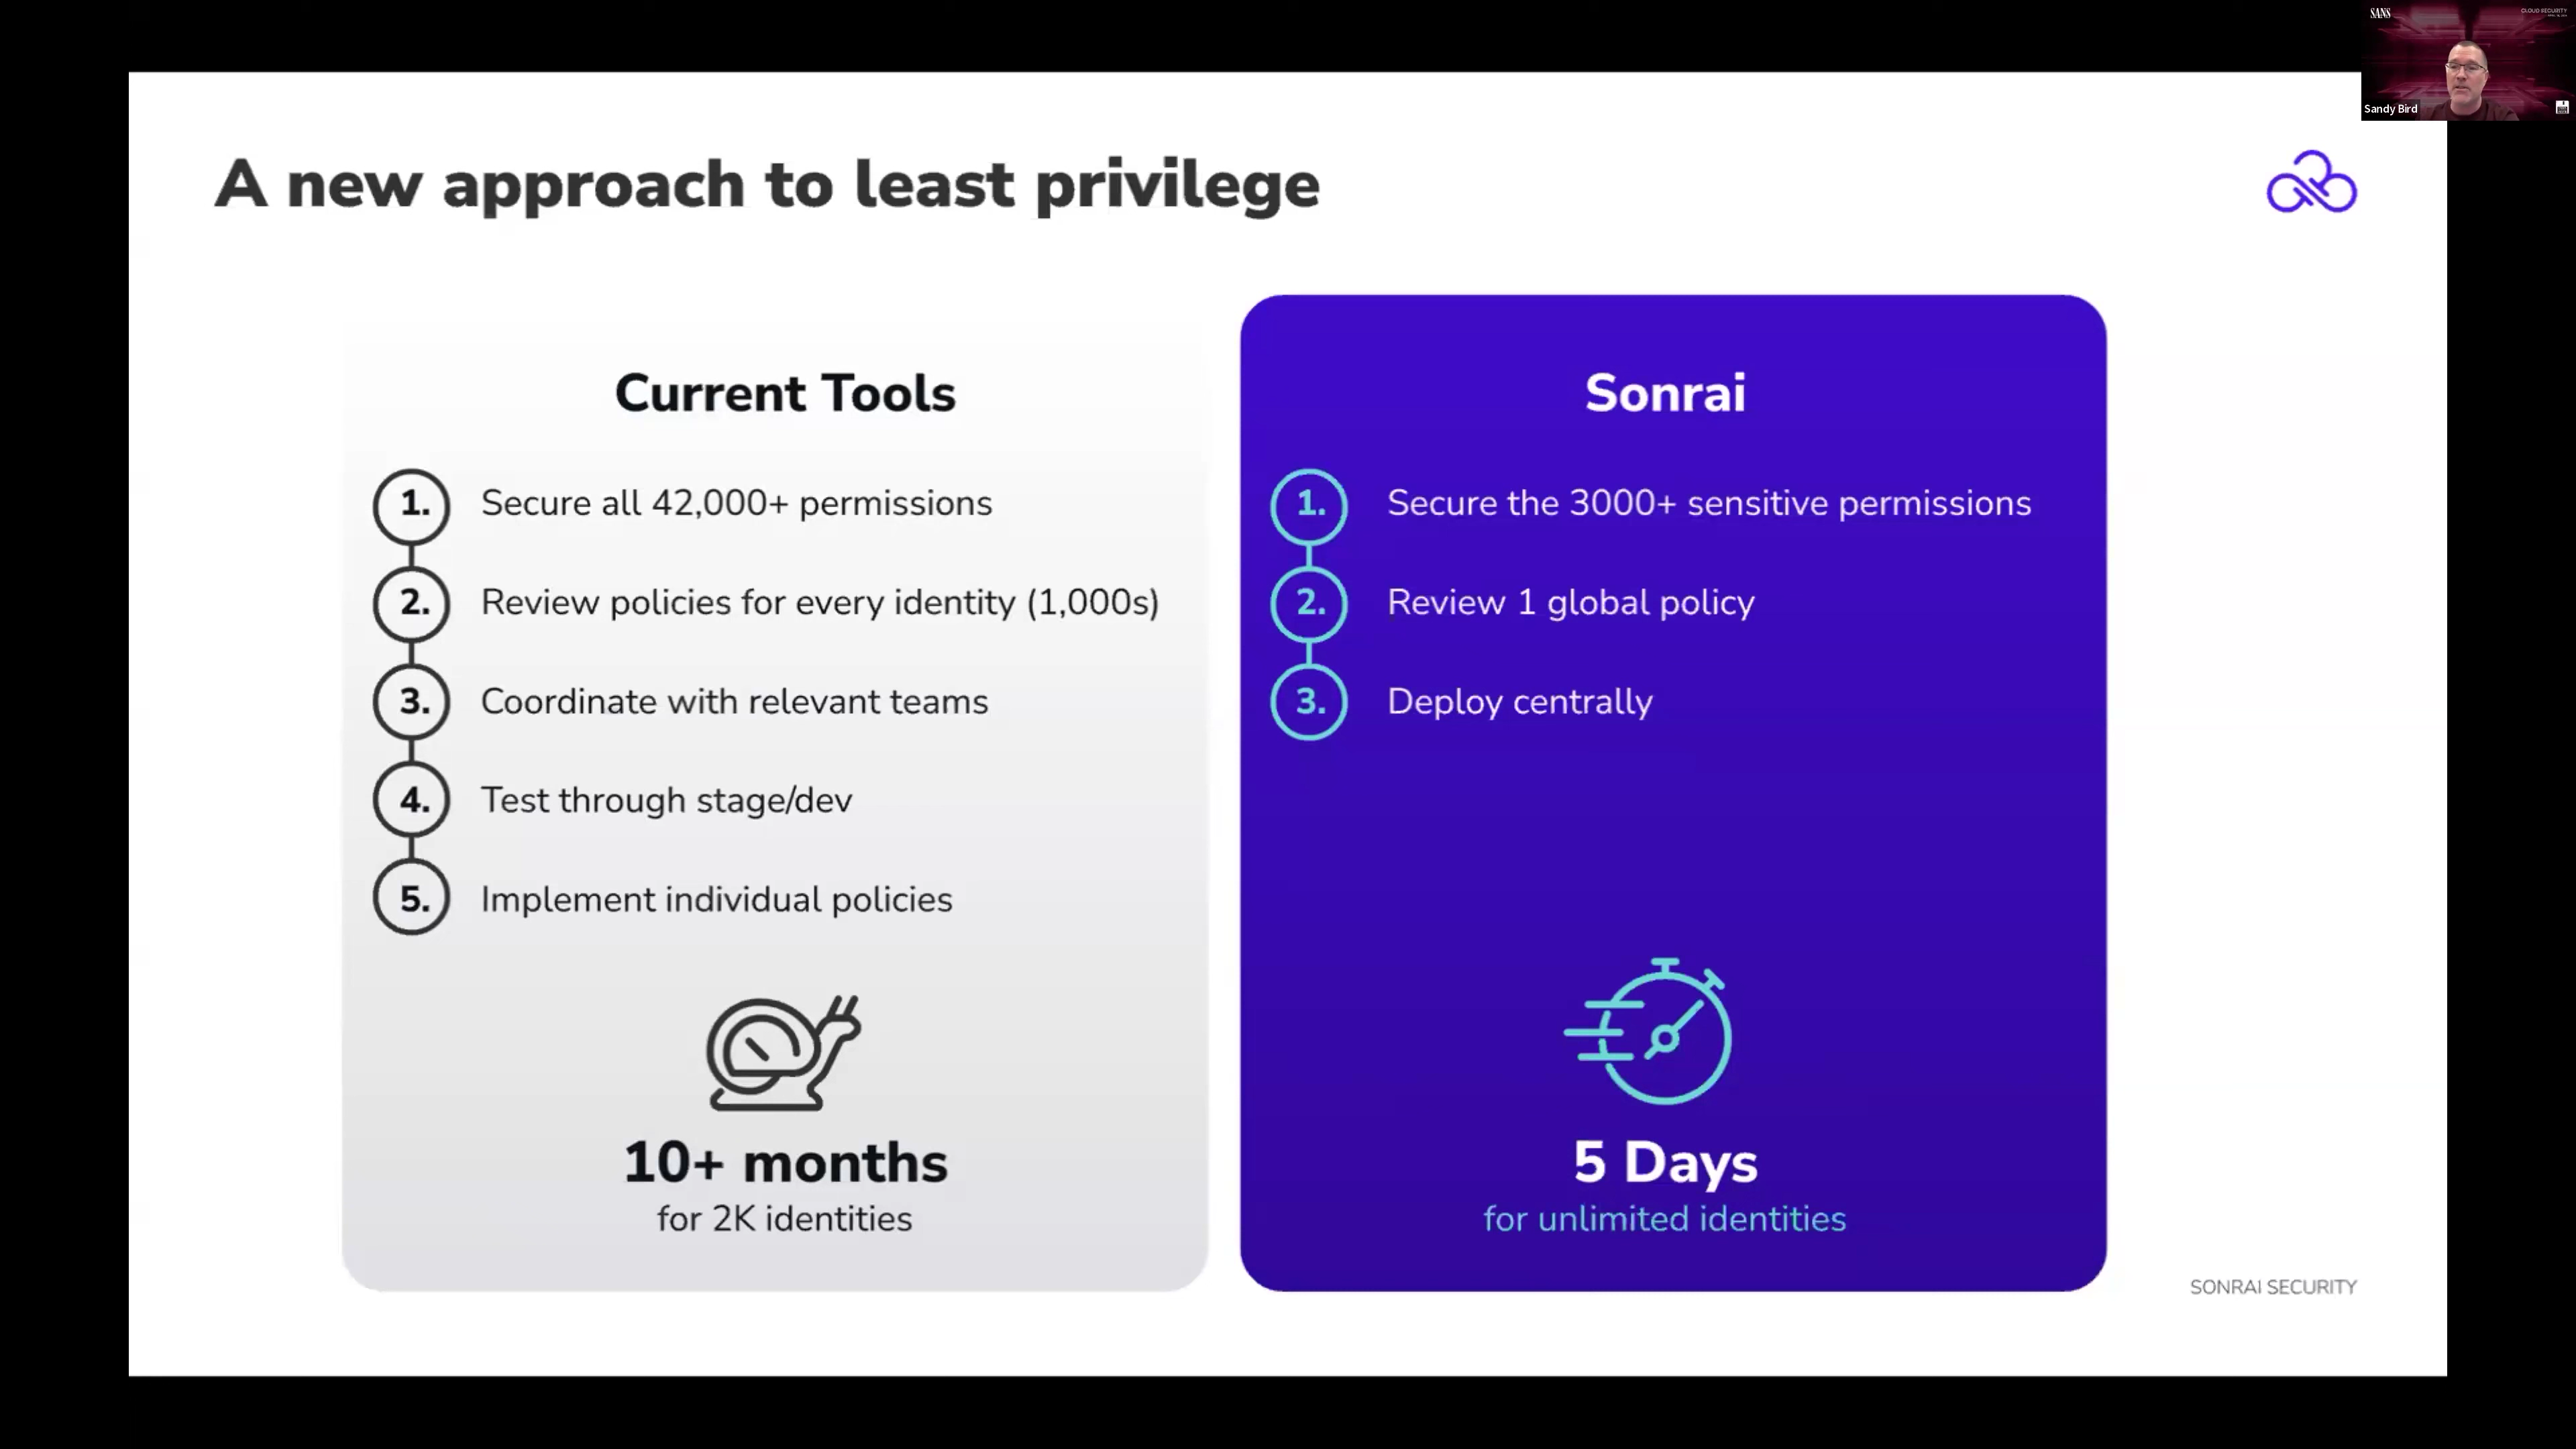 SANS
CLOUD SECURITY
Sandy Bird
A new approach to least privilege
Current Tools
1. Secure all 42,000+ permissions
2. Review policies for every identity (1,000s)
3. Coordinate with relevant teams
4. Test through stage/dev
5. Implement individual policies
10+ months
for 2K identities
Sonrai
1. Secure the 3000+ sensitive permissions
2. Review 1 global policy
3. Deploy centrally
5 Days
for unlimited identities
SONRAI SECURITY